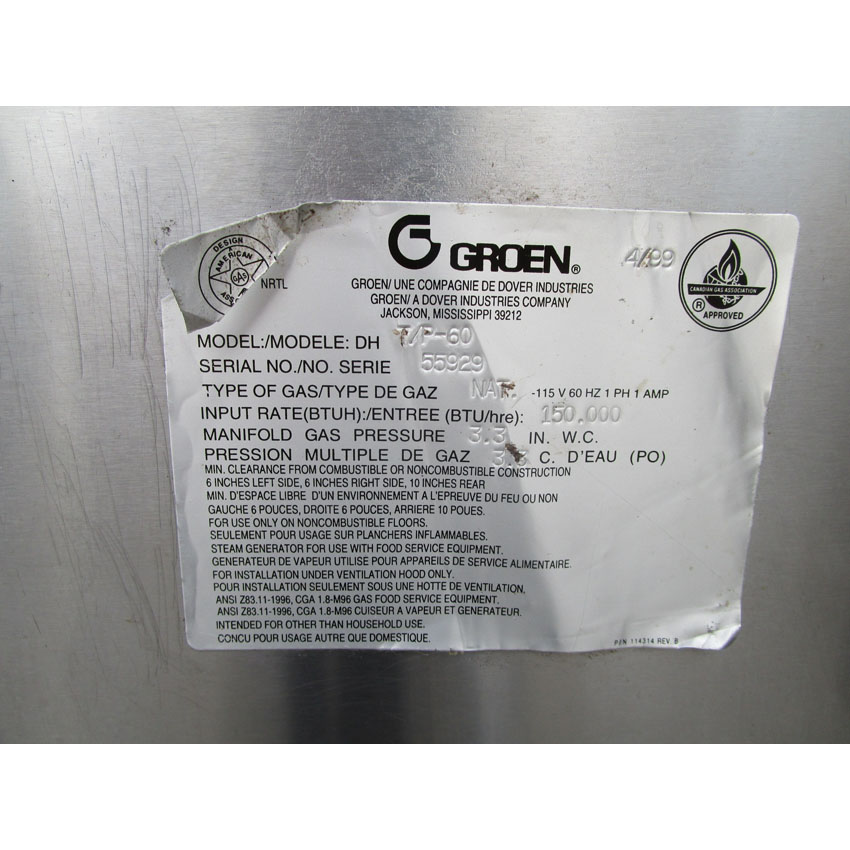 DESIGN
AMERICAN
GAS
ASS
NRTL
GROEN®
4/99
CANADIAN GAS ASSOCIATION
® APPROVED
GROEN/ UNE COMPAGNIE DE DOVER INDUSTRIES
GROEN/ A DOVER INDUSTRIES COMPANY
JACKSON, MISSISSIPPI 39212
MODEL:/MODELE: DH T/P-60
SERIAL NO./NO. SERIE 55929
TYPE OF GAS/TYPE DE GAZ NAT. -115 V 60 HZ 1 PH 1 AMP
INPUT RATE(BTUH):/ENTREE (BTU/hre): 150,000
MANIFOLD GAS PRESSURE 3.3 IN. W.C.
PRESSION MULTIPLE DE GAZ 3.3 C. D'EAU (PO)
MIN. CLEARANCE FROM COMBUSTIBLE OR NONCOMBUSTIBLE CONSTRUCTION
6 INCHES LEFT SIDE, 6 INCHES RIGHT SIDE, 10 INCHES REAR
MIN. D'ESPACE LIBRE D'UN ENVIRONNEMENT A L'EPREUVE DU FEU OU NON
GAUCHE 6 POUCES, DROITE 6 POUCES, ARRIERE 10 POUES.
FOR USE ONLY ON NONCOMBUSTIBLE FLOORS.
SEULEMENT POUR USAGE SUR PLANCHERS INFLAMMABLES.
STEAM GENERATOR FOR USE WITH FOOD SERVICE EQUIPMENT.
GENERATEUR DE VAPEUR UTILISE POUR APPAREILS DE SERVICE ALIMENTAIRE.
FOR INSTALLATION UNDER VENTILATION HOOD ONLY.
POUR INSTALLATION SEULEMENT SOUS UNE HOTTE DE VENTILATION.
ANSI Z83.11-1996, CGA 1.8-M96 GAS FOOD SERVICE EQUIPMENT.
ANSI Z83.11-1996, CGA 1.8-M96 CUISEUR A VAPEUR ET GENERATEUR.
INTENDED FOR OTHER THAN HOUSEHOLD USE.
CONCU POUR USAGE AUTRE QUE DOMESTIQUE.
P/N 114314 REV. B